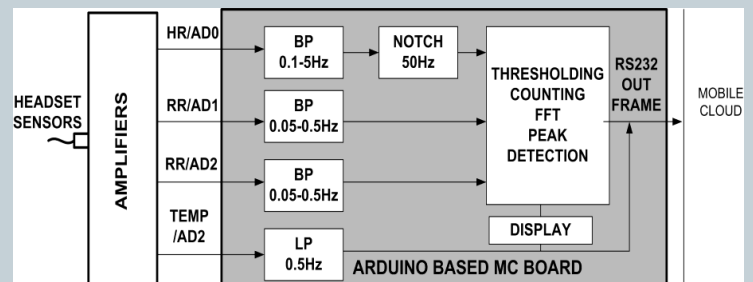 HEADSET
SENSORS
AMPLIFIERS
HR/AD0
RR/AD1
RR/AD2
TEMP
/AD2
BP
0.1-5Hz
NOTCH
50Hz
BP
0.05-0.5Hz
BP
0.05-0.5Hz
LP
0.5Hz
THRESHOLDING
COUNTING
FFT
PEAK
DETECTION
DISPLAY
ARDUINO BASED MC BOARD
RS232
OUT
FRAME
MOBILE
CLOUD